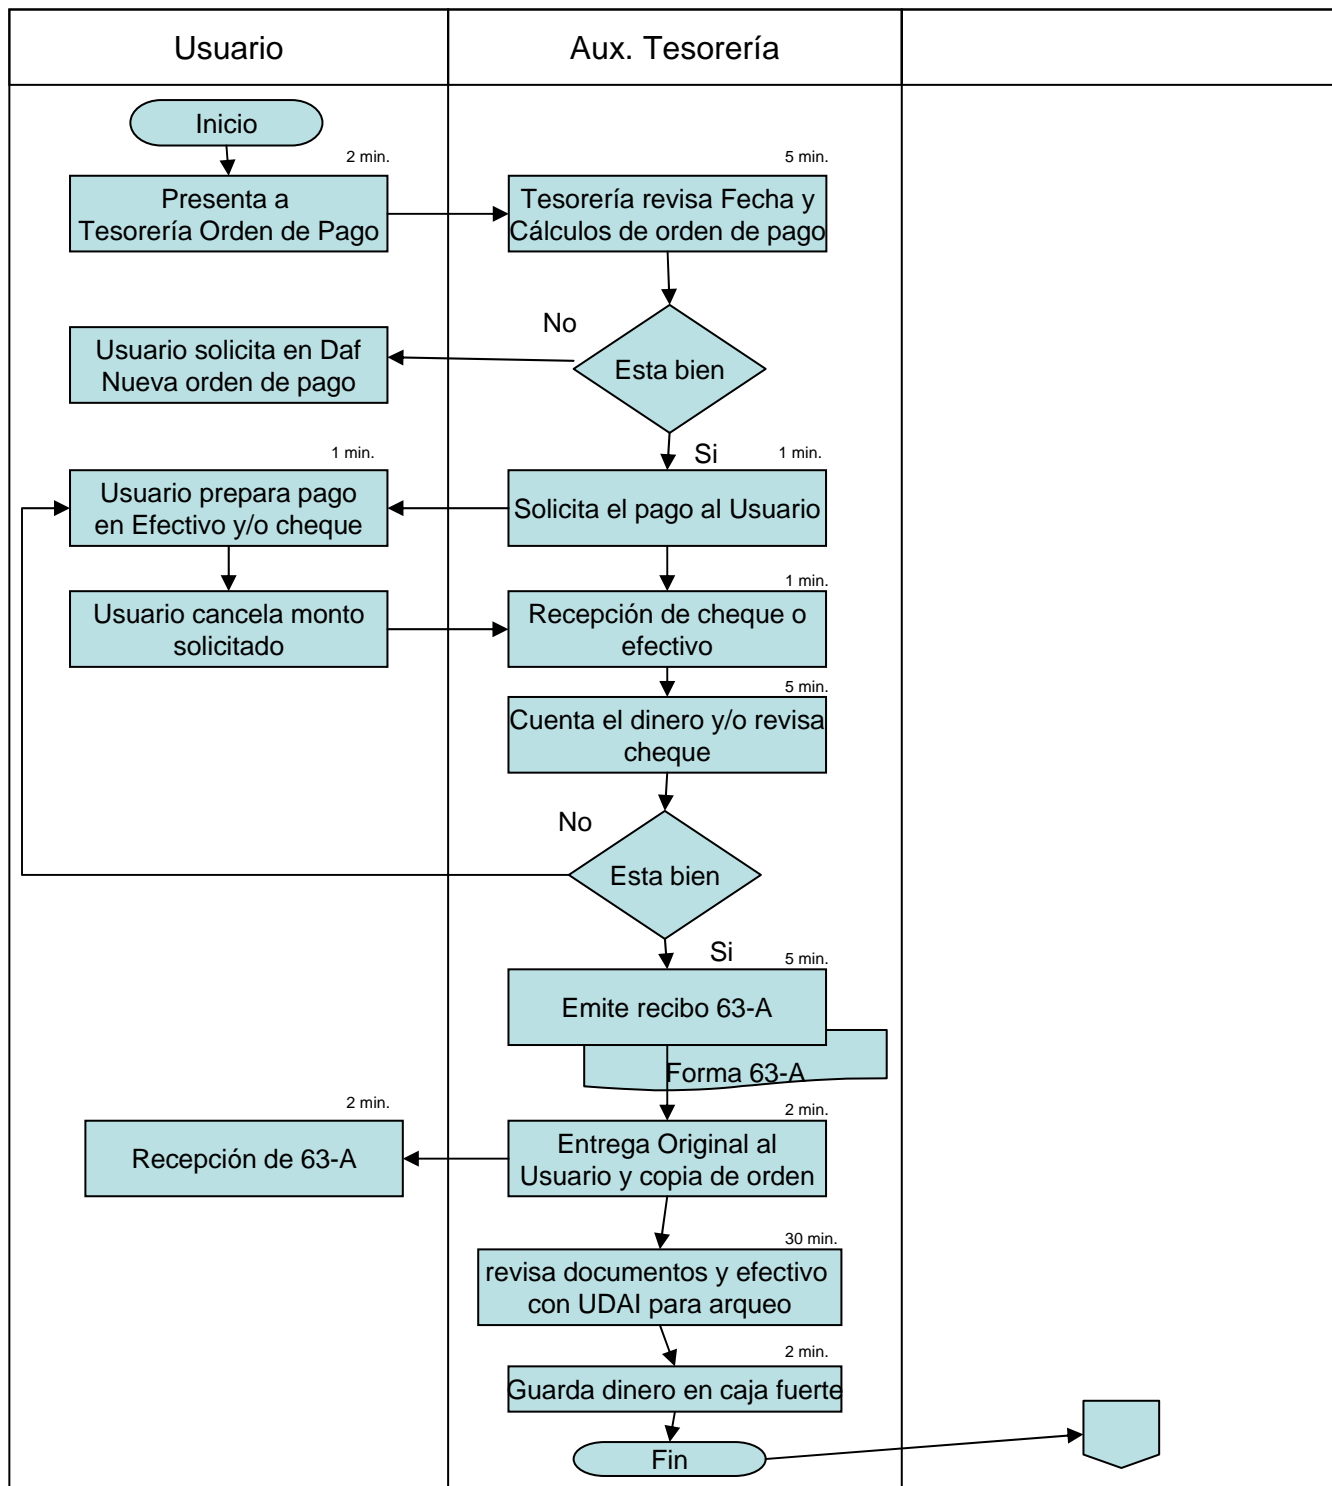 Usuario
Aux. Tesorería
Inicio
2 min.
5 min.
Presenta a
Tesorería Orden de Pago
Tesorería revisa Fecha y
Cálculos de orden de pago
No
Usuario solicita en Daf
Nueva orden de pago
Esta bien
Si
1 min.
1 min.
Usuario prepara pago
en Efectivo y/o cheque
Solicita el pago al Usuario
1 min.
Usuario cancela monto
solicitado
Recepción de cheque o
efectivo
5 min.
Cuenta el dinero y/o revisa
cheque
No
Esta bien
Si
5 min.
Emite recibo 63-A
Forma 63-A
2 min.
2 min.
Recepción de 63-A
Entrega Original al
Usuario y copia de orden
30 min.
revisa documentos y efectivo
con UDAI para arqueo
2 min.
Guarda dinero en caja fuerte
Fin